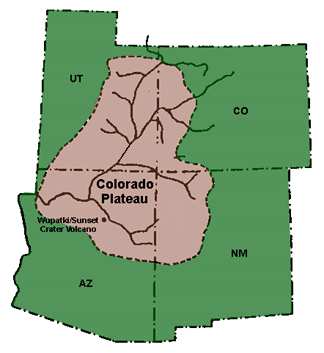 UT
CO
Colorado
Plateau
Wupatki/Sunset
Crater Volcano
NM
AZ